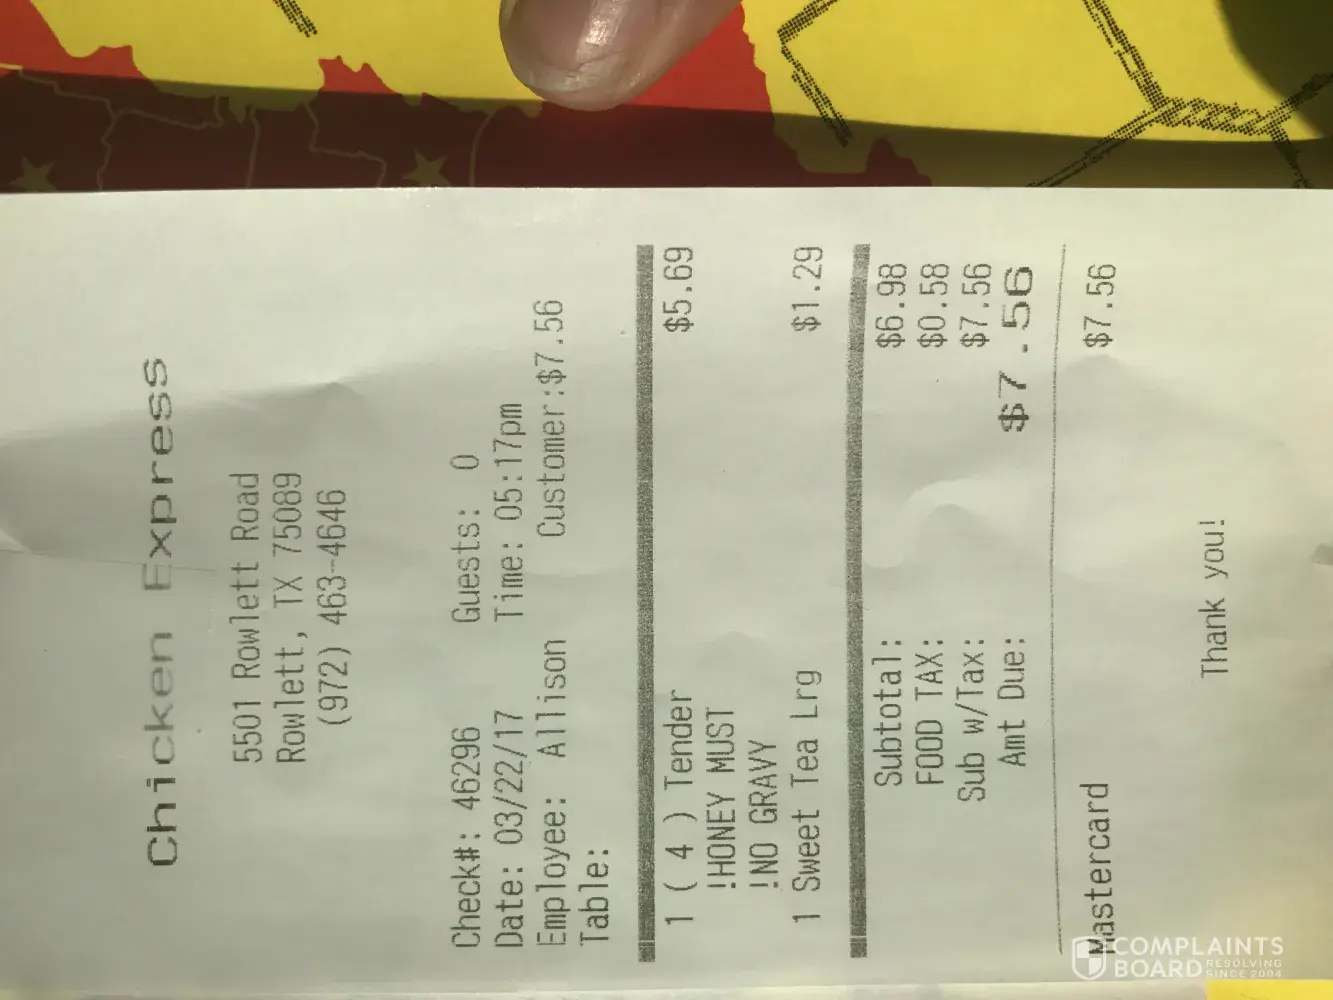 Chicken Express
5501 Rowlett Road
Rowlett, TX 75089
(972) 463-4646
Check#: 46296 Guests: 0
Date: 03/22/17 Time: 05:17pm
Employee: Allison Customer:$7.56
Table:
1 ( 4 ) Tender $5.69
!HONEY MUST
!NO GRAVY
1 Sweet Tea Lrg $1.29
Subtotal: $6.98
FOOD TAX: $0.58
Sub w/Tax: $7.56
Amt Due: $7.56
Mastercard $7.56
Thank you!
COMPLAINTS
BOARD RESOLVING
SINCE 2004